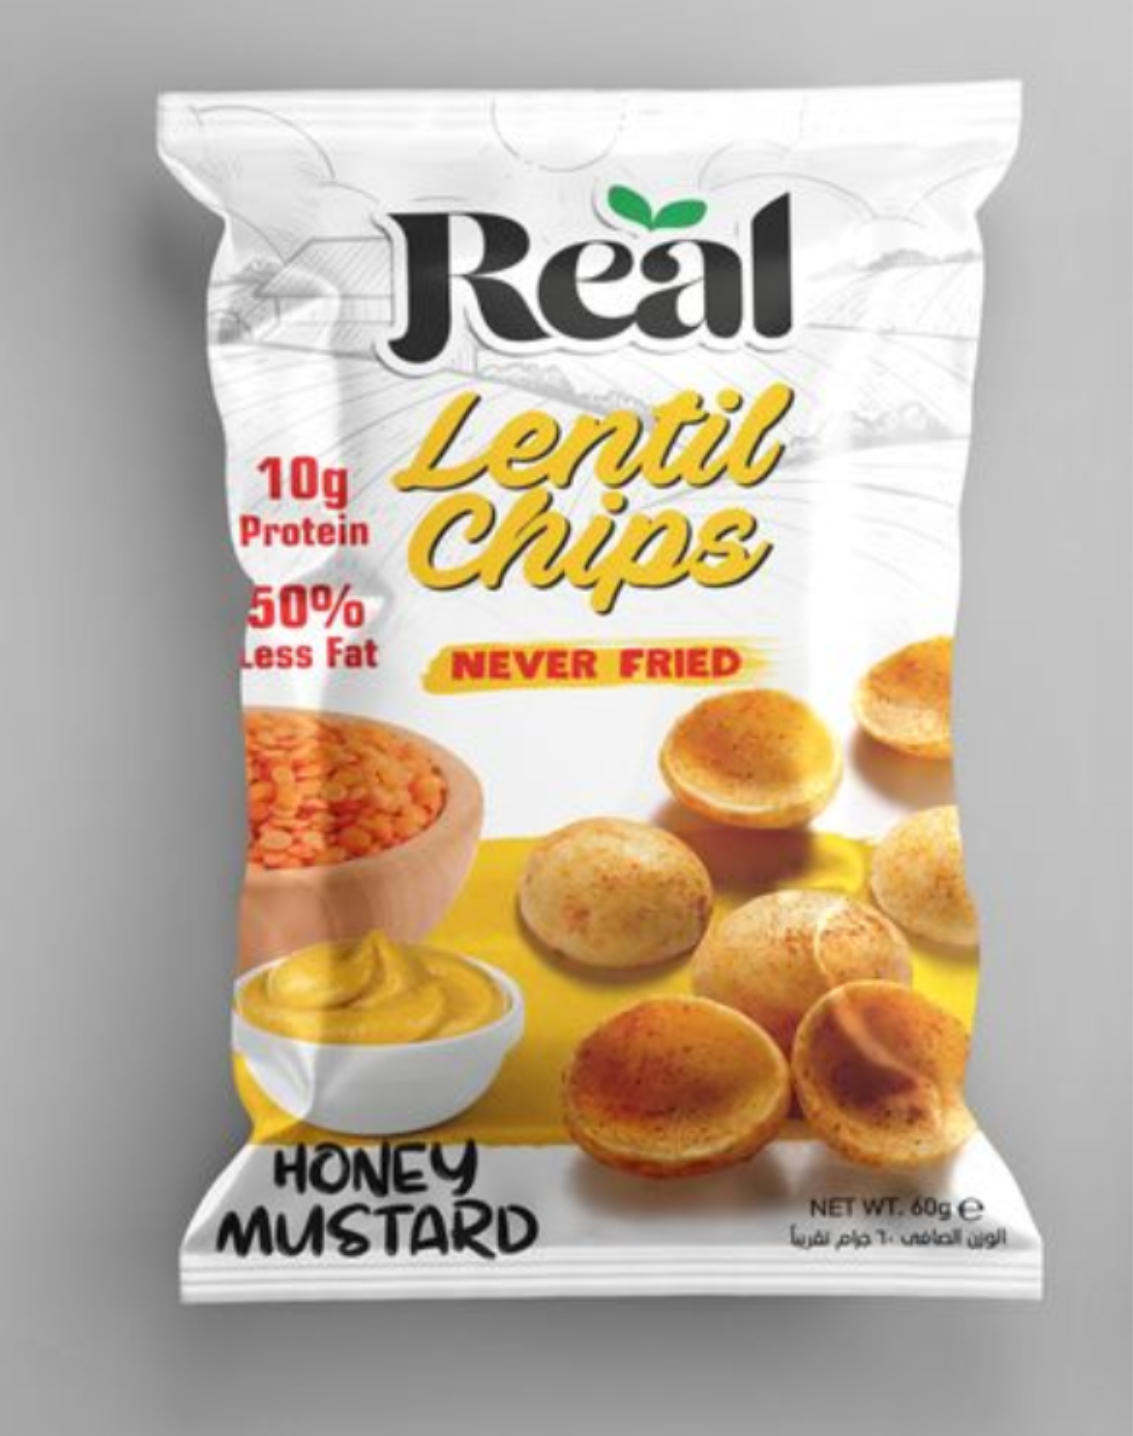 Real
Lentil
Chips
10g
Protein
50%
Less Fat
NEVER FRIED
HONEY
MUSTARD
NET WT. 60g ℮
الوزن الصافي ٦٠ جرام تقريباً